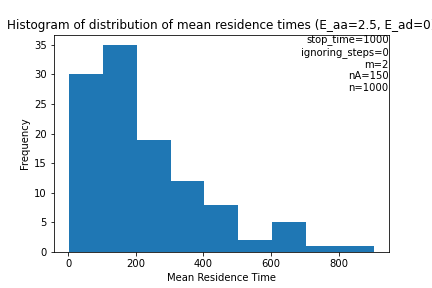 Histogram of distribution of mean residence times (E_aa=2.5, E_ad=0
stop_time=1000
ignoring_steps=0
m=2
nA=150
n=1000
35
30
25
20
15
10
5
0
Frequency
0 200 400 600 800
Mean Residence Time